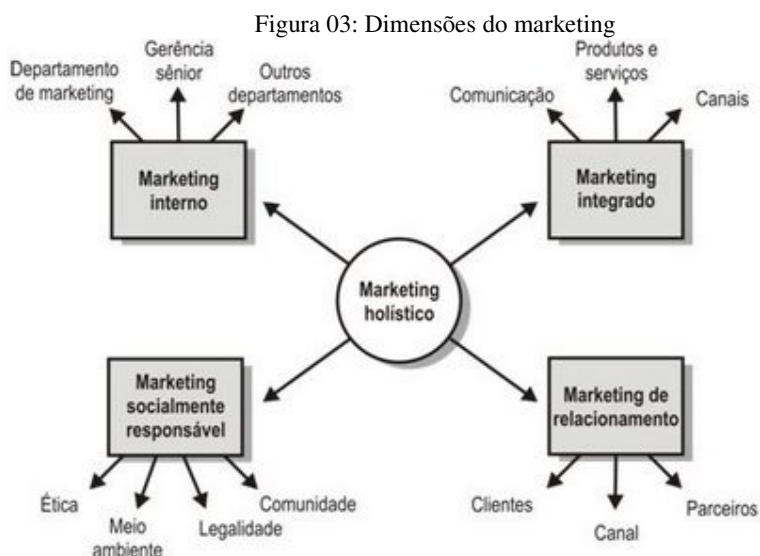 Figura 03: Dimensões do marketing
Departamento
de marketing
Gerência
sênior
Outros
departamentos
Marketing
interno
Comunicação
Produtos e
serviços
Canais
Marketing
integrado
Marketing
holístico
Marketing
socialmente
responsável
Ética
Meio
ambiente
Legalidade
Comunidade
Marketing de
relacionamento
Clientes
Canal
Parceiros